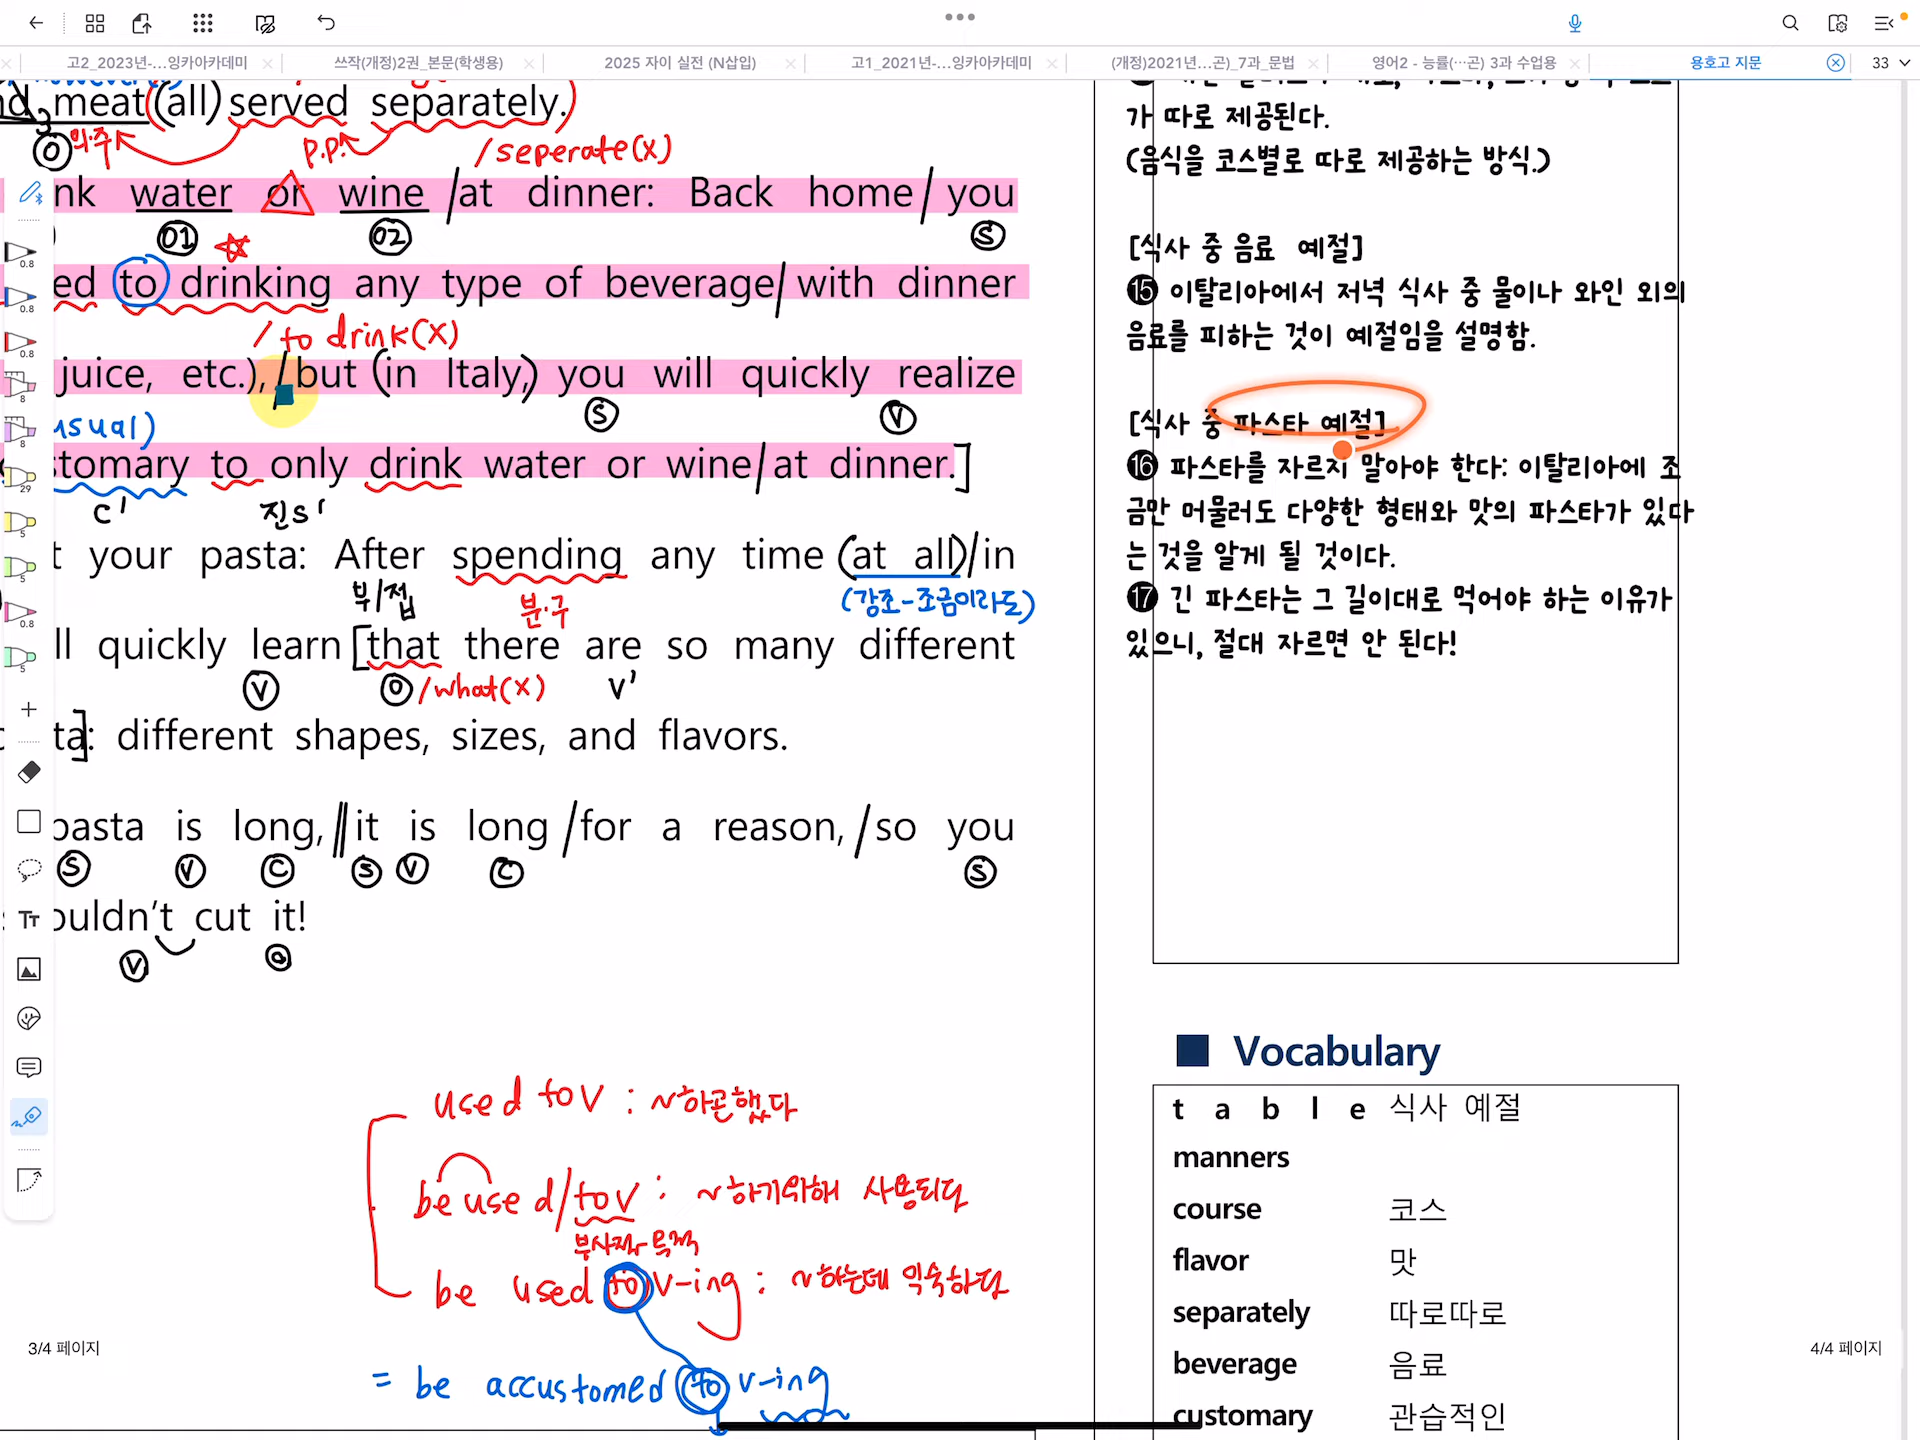 고2_2023년-...잉카아카데미
쓰작(개정)2권_본문(학생용)
2025 자이 실전 (N삽입)
고1_2021년-...잉카아카데미
(개정)2021년...곤)_7과_문법
영어2 - 능률(...곤) 3과 수업용
용호고 지문
33
meat (all) served separately.)
의·주
p.p.
/seperate(X)
nk water or wine /at dinner: Back home/ you
O1
O2
S
ed to drinking any type of beverage/ with dinner
/ to drink(X)
juice, etc.), / but (in Italy,) you will quickly realize
S
V
usual)
stomary to only drink water or wine/at dinner.]
C'
진S'
t your pasta: After spending any time (at all)/in
부/접
분·구
(강조-조금이라도)
ll quickly learn [that there are so many different
V
O
/what(X)
V'
ta]: different shapes, sizes, and flavors.
pasta is long, // it is long /for a reason, /so you
S
V
C
S
V
C
S
ouldn't cut it!
V
O
used to V : ~하곤했다
be used/to V : ~하기위해 사용되다
be used to V-ing : ~하는데 익숙하다
= be accustomed to v-ing
3/4 페이지
가 따로 제공된다.
(음식을 코스별로 따로 제공하는 방식.)
[식사 중 음료 예절]
⓯ 이탈리아에서 저녁 식사 중 물이나 와인 외의
음료를 피하는 것이 예절임을 설명함.
[식사 중 파스타 예절]
⓰ 파스타를 자르지 말아야 한다: 이탈리아에 조
금만 머물러도 다양한 형태와 맛의 파스타가 있다
는 것을 알게 될 것이다.
⓱ 긴 파스타는 그 길이대로 먹어야 하는 이유가
있으니, 절대 자르면 안 된다!
Vocabulary
table 식사 예절
manners
course 코스
flavor 맛
separately 따로따로
beverage 음료
customary 관습적인
4/4 페이지
0.8
0.8
0.8
8
8
29
5
5
0.8
5
Tт